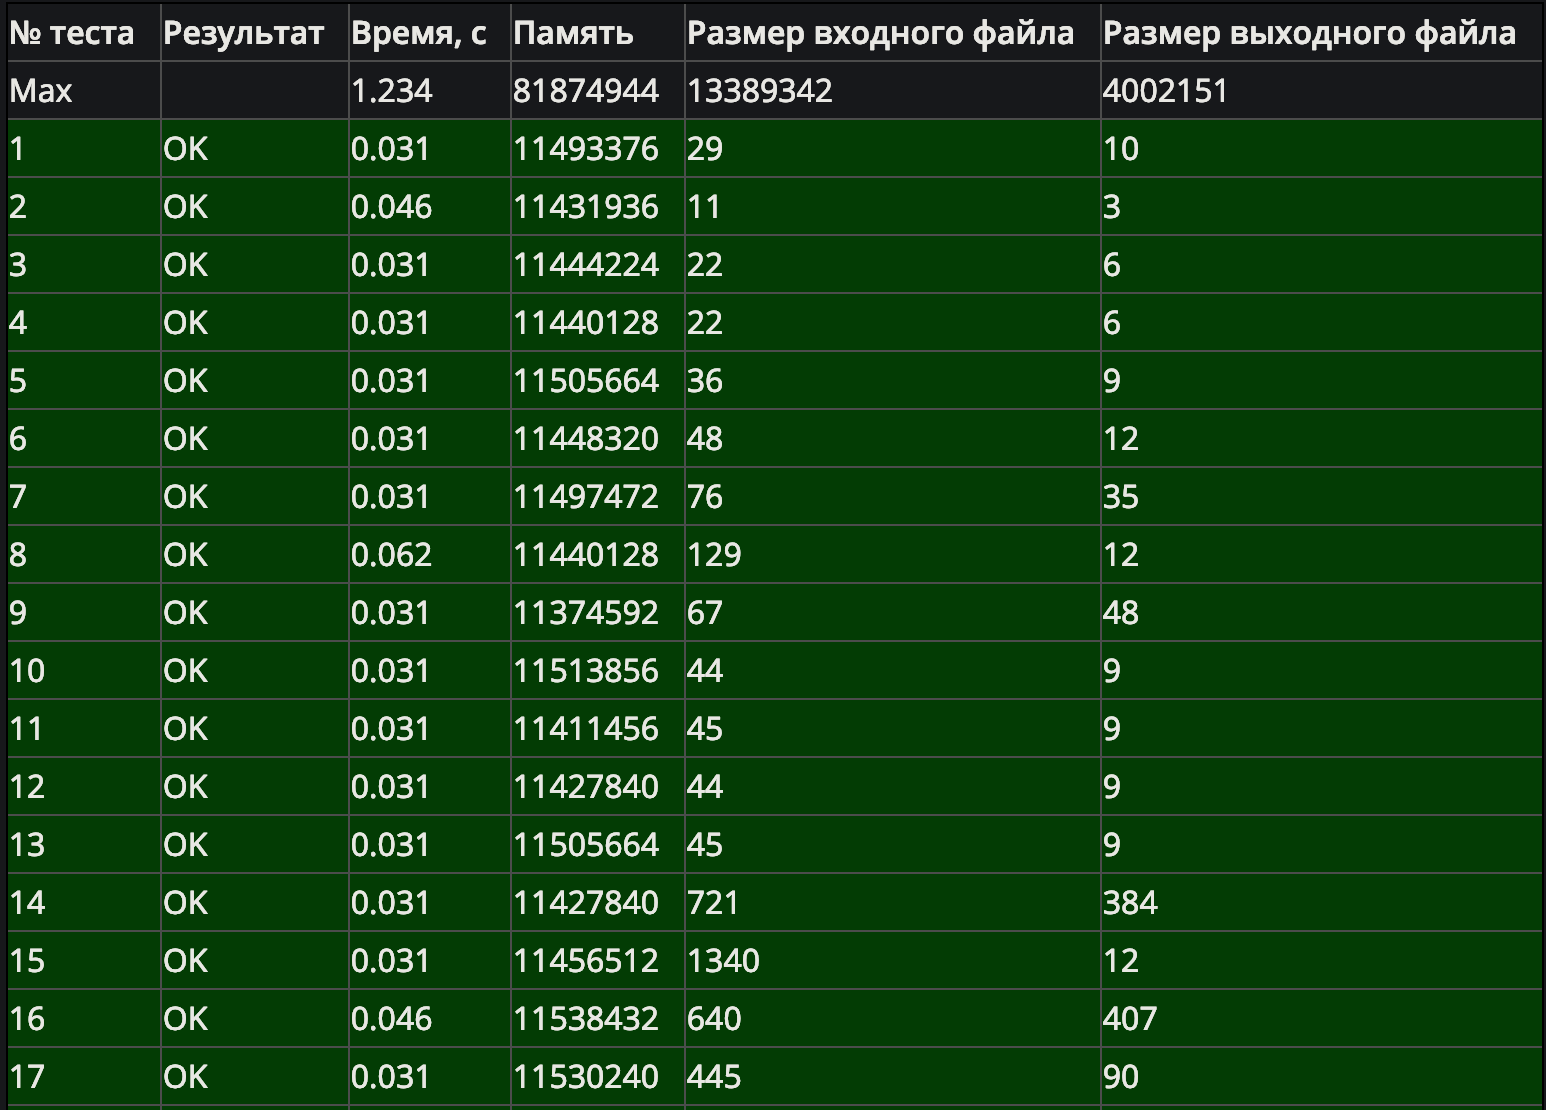 № теста Результат Время, с Память Размер входного файла Размер выходного файла
Max 1.234 81874944 13389342 4002151
1 OK 0.031 11493376 29 10
2 OK 0.046 11431936 11 3
3 OK 0.031 11444224 22 6
4 OK 0.031 11440128 22 6
5 OK 0.031 11505664 36 9
6 OK 0.031 11448320 48 12
7 OK 0.031 11497472 76 35
8 OK 0.062 11440128 129 12
9 OK 0.031 11374592 67 48
10 OK 0.031 11513856 44 9
11 OK 0.031 11411456 45 9
12 OK 0.031 11427840 44 9
13 OK 0.031 11505664 45 9
14 OK 0.031 11427840 721 384
15 OK 0.031 11456512 1340 12
16 OK 0.046 11538432 640 407
17 OK 0.031 11530240 445 90